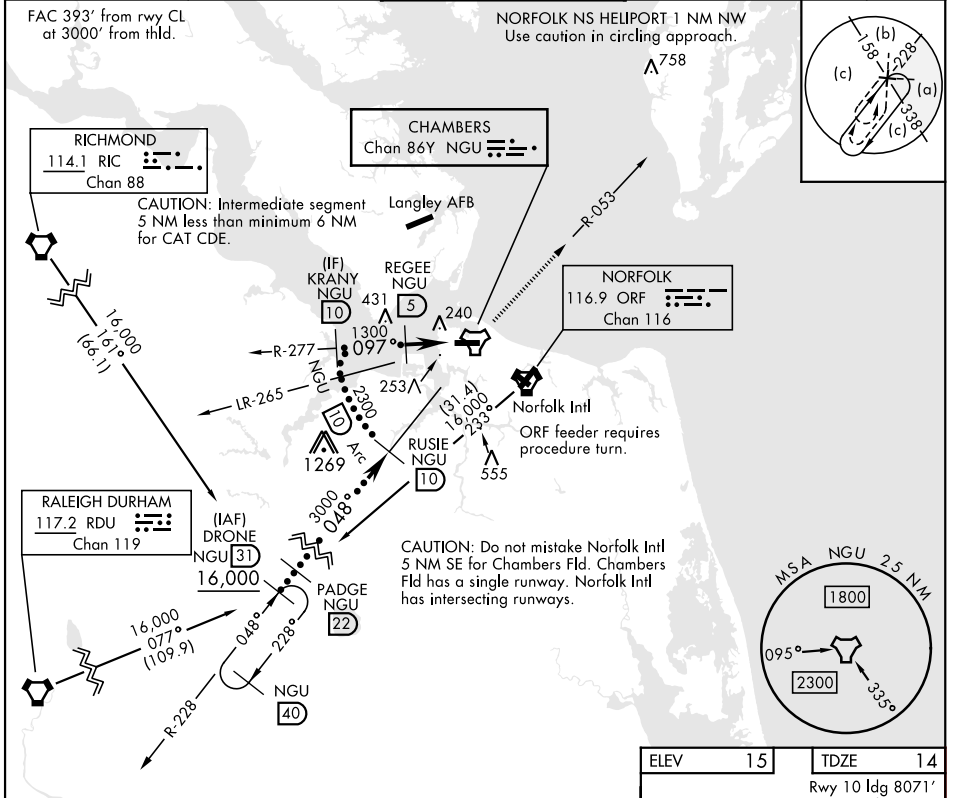 FAC 393' from rwy CL
at 3000' from thld.
NORFOLK NS HELIPORT 1 NM NW
Use caution in circling approach.
758
(b)
158
228
(c)
(a)
338
(c)
RICHMOND
114.1 RIC
Chan 88
CHAMBERS
Chan 86Y NGU
CAUTION: Intermediate segment
5 NM less than minimum 6 NM
for CAT CDE.
Langley AFB
R-053
16,000
161°
(66.1)
(IF)
KRANY
NGU
10
REGEE
NGU
5
431
240
NORFOLK
116.9 ORF
Chan 116
1300
097°
R-277
LR-265
NGU
10
Arc
2300
253
(31.4)
16,000
233°
Norfolk Intl
ORF feeder requires
procedure turn.
1269
RUSIE
NGU
10
555
RALEIGH DURHAM
117.2 RDU
Chan 119
(IAF)
DRONE
NGU 31
16,000
3000
048°
PADGE
NGU
22
CAUTION: Do not mistake Norfolk Intl
5 NM SE for Chambers Fld. Chambers
Fld has a single runway. Norfolk Intl
has intersecting runways.
16,000
077°
(109.9)
048°
228°
NGU
40
R-228
MSA NGU 25 NM
1800
095°
2300
335°
ELEV 15
TDZE 14
Rwy 10 ldg 8071'